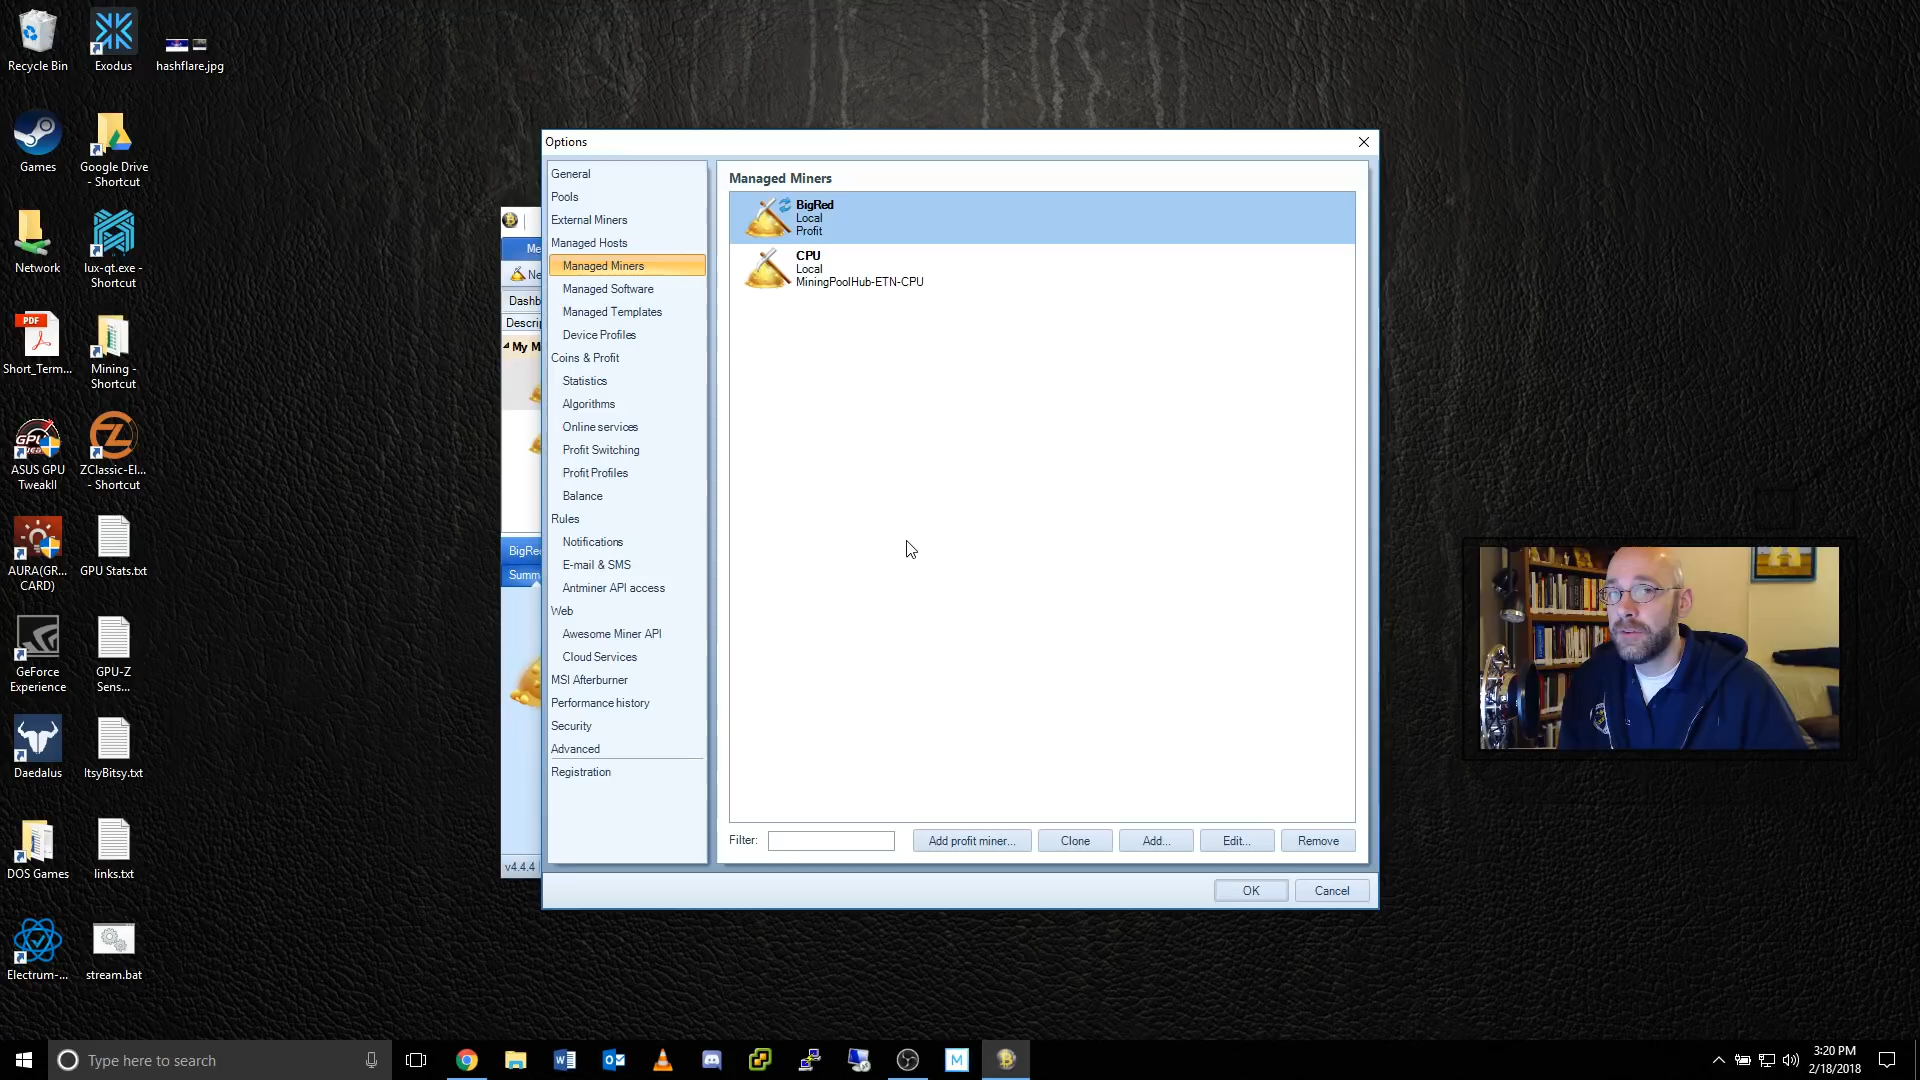 Recycle Bin
Exodus
hashflare.jpg
Games
Google Drive
- Shortcut
Network
lux-qt.exe -
Shortcut
PDF
Short_Term...
Mining -
Shortcut
ASUS GPU
TweakII
ZClassic-El...
- Shortcut
AURA(GR...
CARD)
GPU Stats.txt
GeForce
Experience
GPU-Z
Sens...
Daedalus
ItsyBitsy.txt
DOS Games
links.txt
Electrum-...
stream.bat
Me
Ne
Dashb
Descrip
My M
BigRe
Summ
v4.4.4
Options
General
Pools
External Miners
Managed Hosts
Managed Miners
Managed Software
Managed Templates
Device Profiles
Coins & Profit
Statistics
Algorithms
Online services
Profit Switching
Profit Profiles
Balance
Rules
Notifications
E-mail & SMS
Antminer API access
Web
Awesome Miner API
Cloud Services
MSI Afterburner
Performance history
Security
Advanced
Registration
Managed Miners
BigRed
Local
Profit
CPU
Local
MiningPoolHub-ETN-CPU
Filter:
Add profit miner...
Clone
Add...
Edit...
Remove
OK
Cancel
Type here to search
3:20 PM
2/18/2018